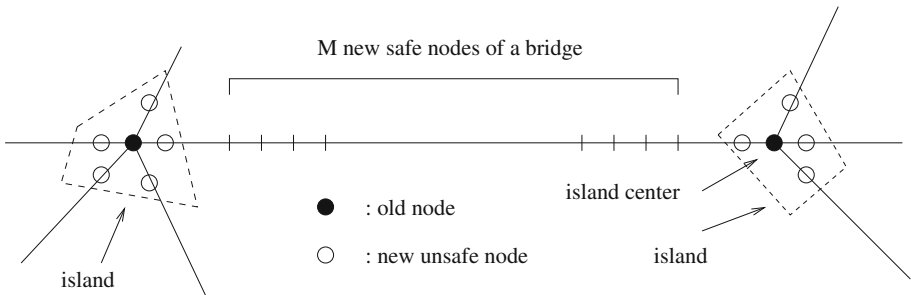 M new safe nodes of a bridge
island center
: old node
: new unsafe node
island
island